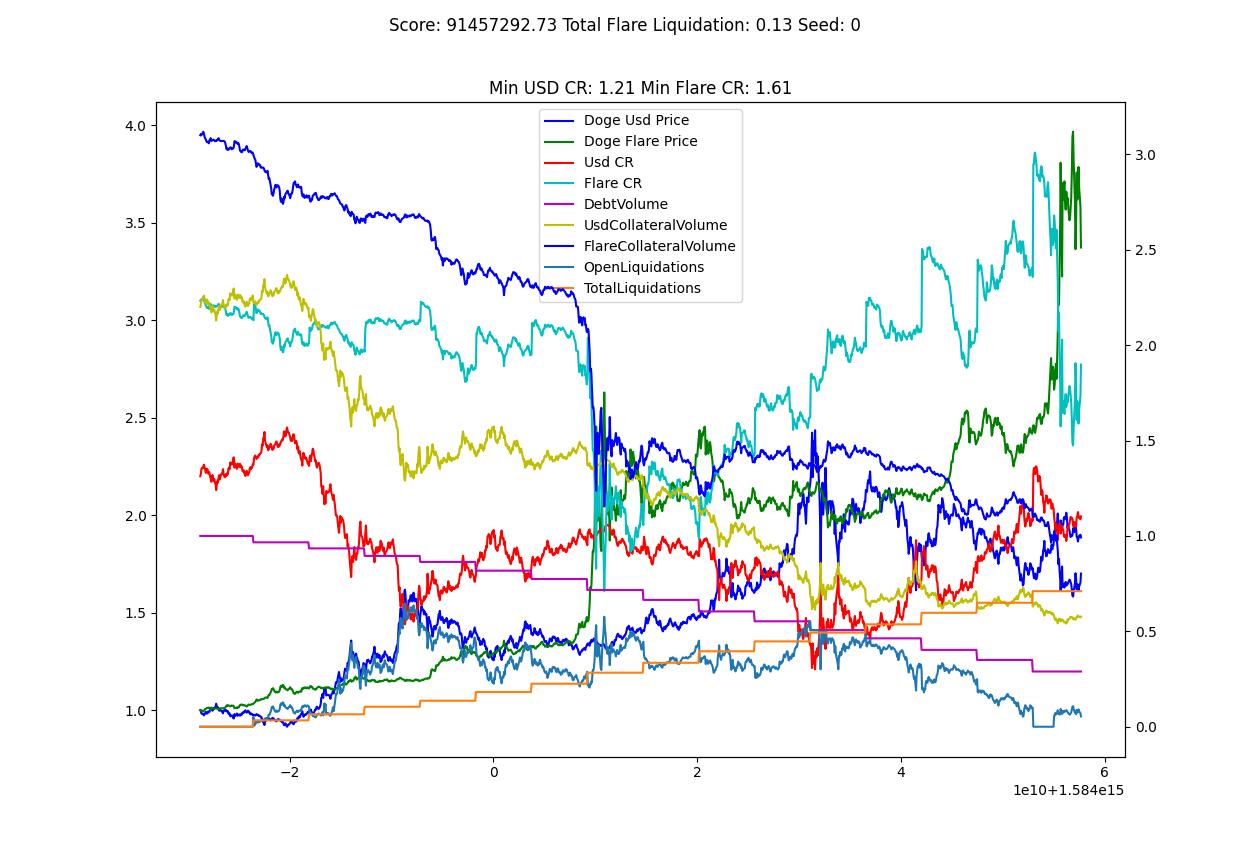 Score: 91457292.73 Total Flare Liquidation: 0.13 Seed: 0
Min USD CR: 1.21 Min Flare CR: 1.61
Doge Usd Price
Doge Flare Price
Usd CR
Flare CR
DebtVolume
UsdCollateralVolume
FlareCollateralVolume
OpenLiquidations
TotalLiquidations
4.0
3.5
3.0
2.5
2.0
1.5
1.0
3.0
2.5
2.0
1.5
1.0
0.5
0.0
−2
0
2
4
6
1e10+1.584e15